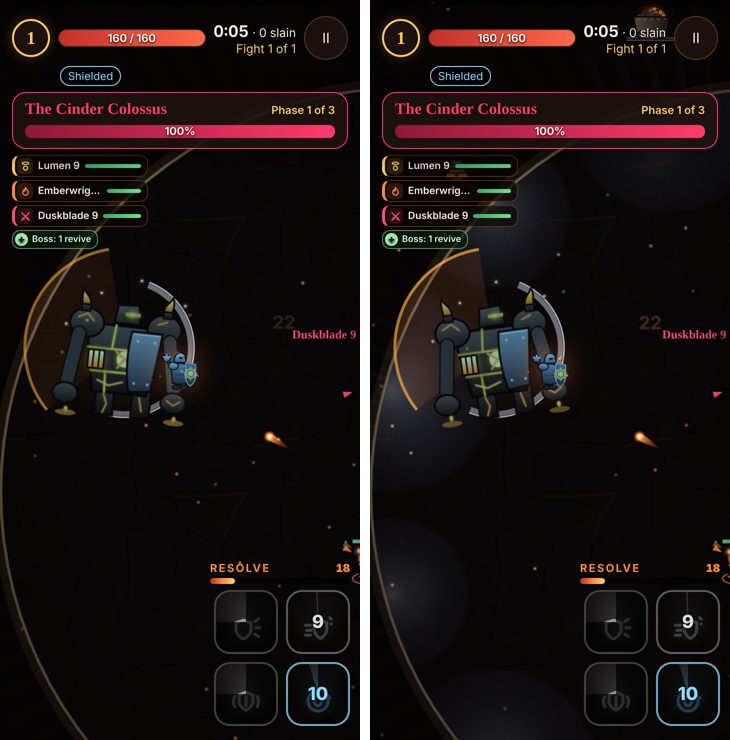 1
160 / 160
0:05 · 0 slain
Fight 1 of 1
Shielded
The Cinder Colossus
Phase 1 of 3
100%
Lumen 9
Emberwrig...
Duskblade 9
Boss: 1 revive
22
Duskblade 9
RESOLVE
18
9
10
1
160 / 160
0:05 · 0 slain
Fight 1 of 1
Shielded
The Cinder Colossus
Phase 1 of 3
100%
Lumen 9
Emberwrig...
Duskblade 9
Boss: 1 revive
22
Duskblade 9
RESOLVE
18
9
10